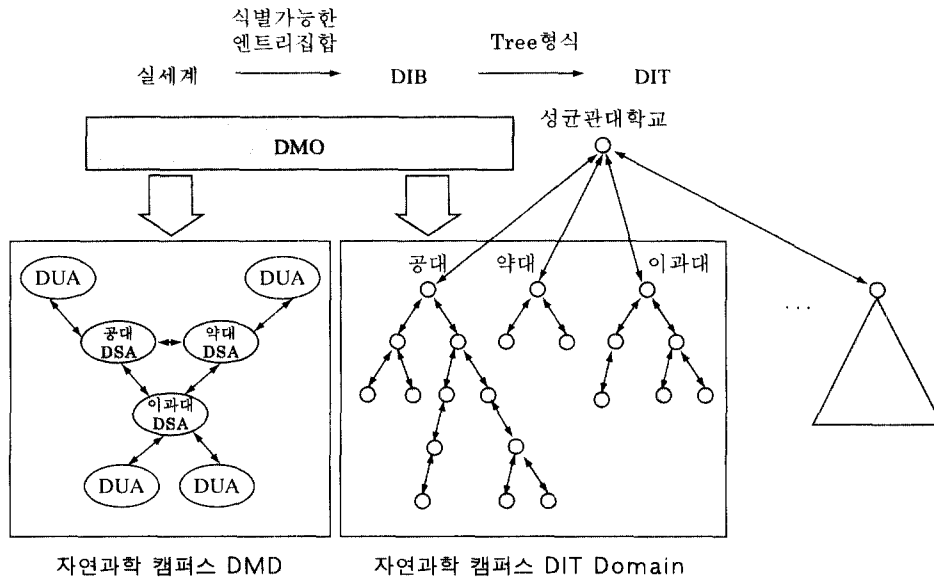 식별가능한
엔트리집합
Tree형식
실세계
DIB
DIT
성균관대학교
DMO
공대
약대
이과대
DUA
DUA
공대
DSA
약대
DSA
이과대
DSA
DUA
DUA
...
자연과학 캠퍼스 DMD
자연과학 캠퍼스 DIT Domain